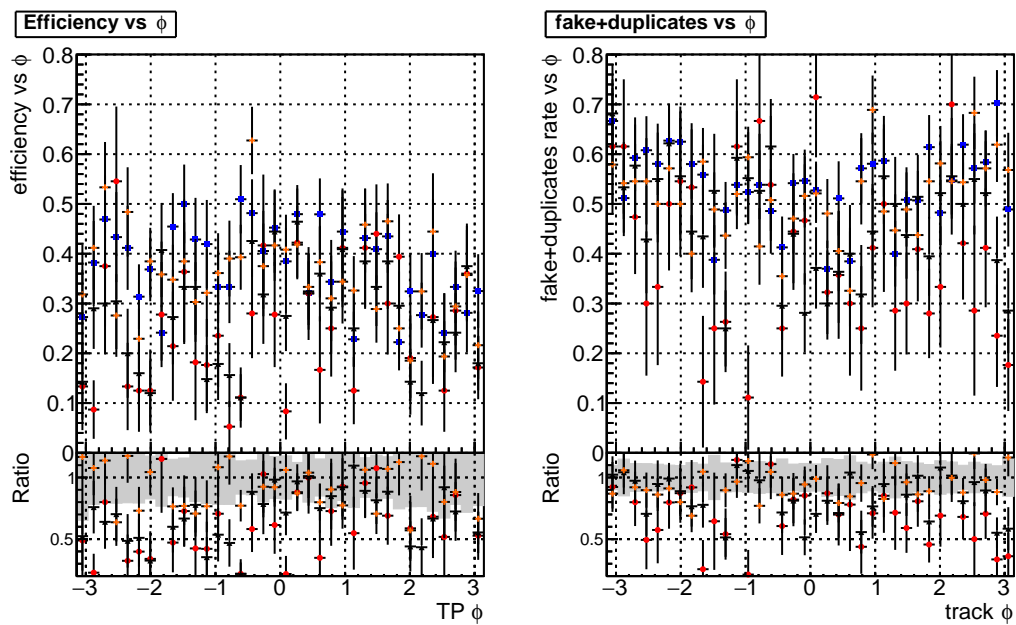 Efficiency vs ϕ
efficiency vs ϕ
0.8
0.7
0.6
0.5
0.4
0.3
0.2
0.1
0
Ratio
1
0.5
−3 −2 −1 0 1 2 3
TP ϕ
fake+duplicates vs ϕ
fake+duplicates rate vs ϕ
0.8
0.7
0.6
0.5
0.4
0.3
0.2
0.1
0
Ratio
1
0.5
−3 −2 −1 0 1 2 3
track ϕ